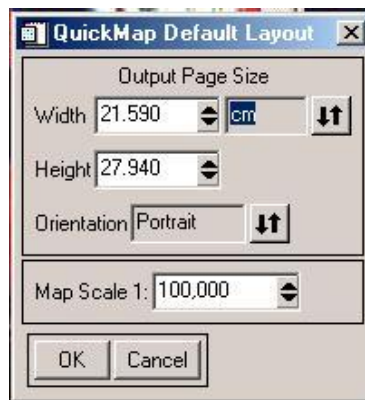 QuickMap Default Layout
Output Page Size
Width 21.590 cm
Height 27.940
Orientation Portrait
Map Scale 1: 100,000
OK Cancel